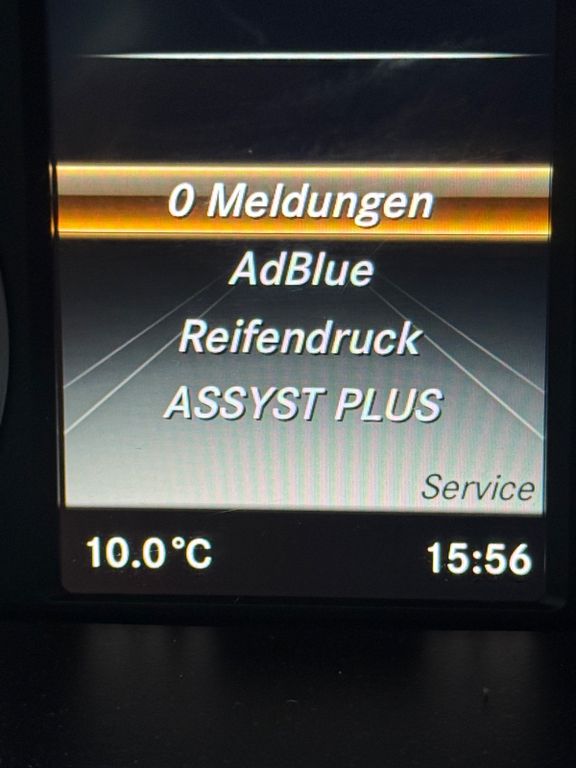 0 Meldungen
AdBlue
Reifendruck
ASSYST PLUS
Service
10.0°C 15:56